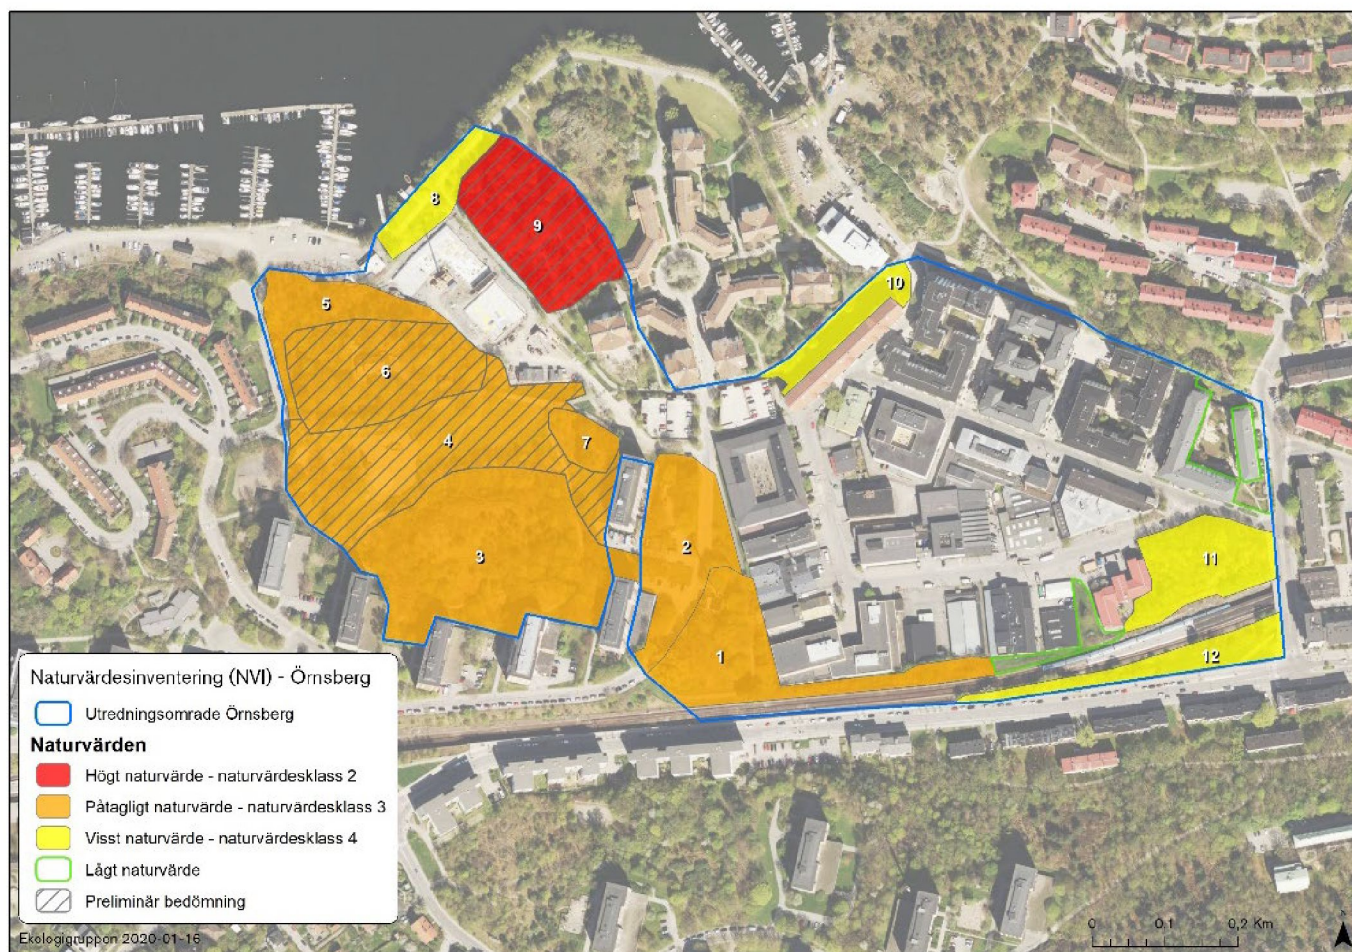 8
9
10
5
6
4
7
3
2
11
1
12
Naturvärdesinventering (NVI) - Örnsberg
Utredningsområde Örnsberg
Naturvärden
Högt naturvärde - naturvärdesklass 2
Påtagligt naturvärde - naturvärdesklass 3
Visst naturvärde - naturvärdesklass 4
Lågt naturvärde
Preliminär bedömning
Ekologigruppen 2020-01-16
0 0,1 0,2 Km
N